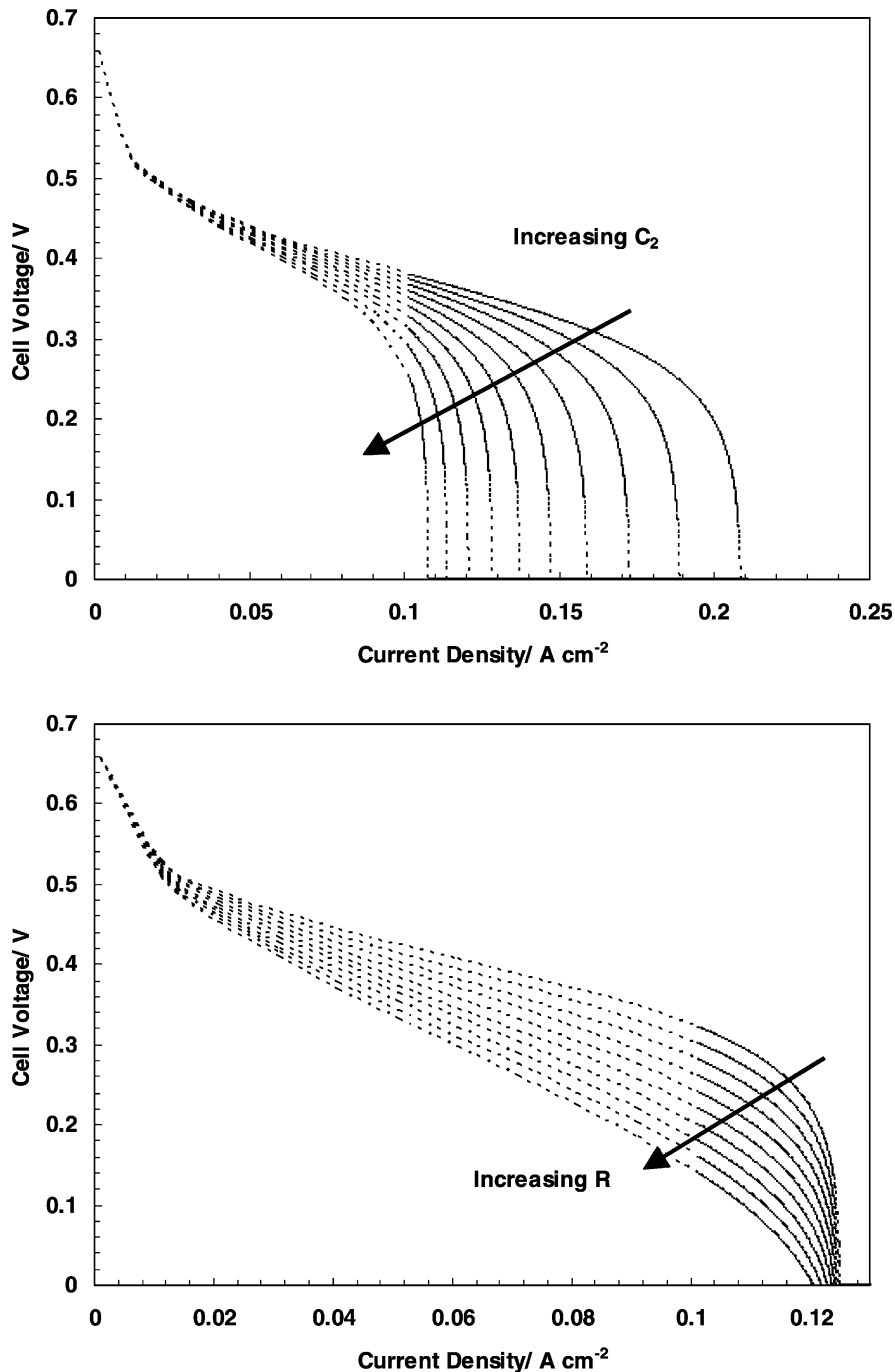 0.7
0.6
0.5
0.4
0.3
0.2
0.1
0
Cell Voltage/ V
Increasing C₂
0 0.05 0.1 0.15 0.2 0.25
Current Density/ A cm⁻²
0.7
0.6
0.5
0.4
0.3
0.2
0.1
0
Cell Voltage/ V
Increasing R
0 0.02 0.04 0.06 0.08 0.1 0.12
Current Density/ A cm⁻²